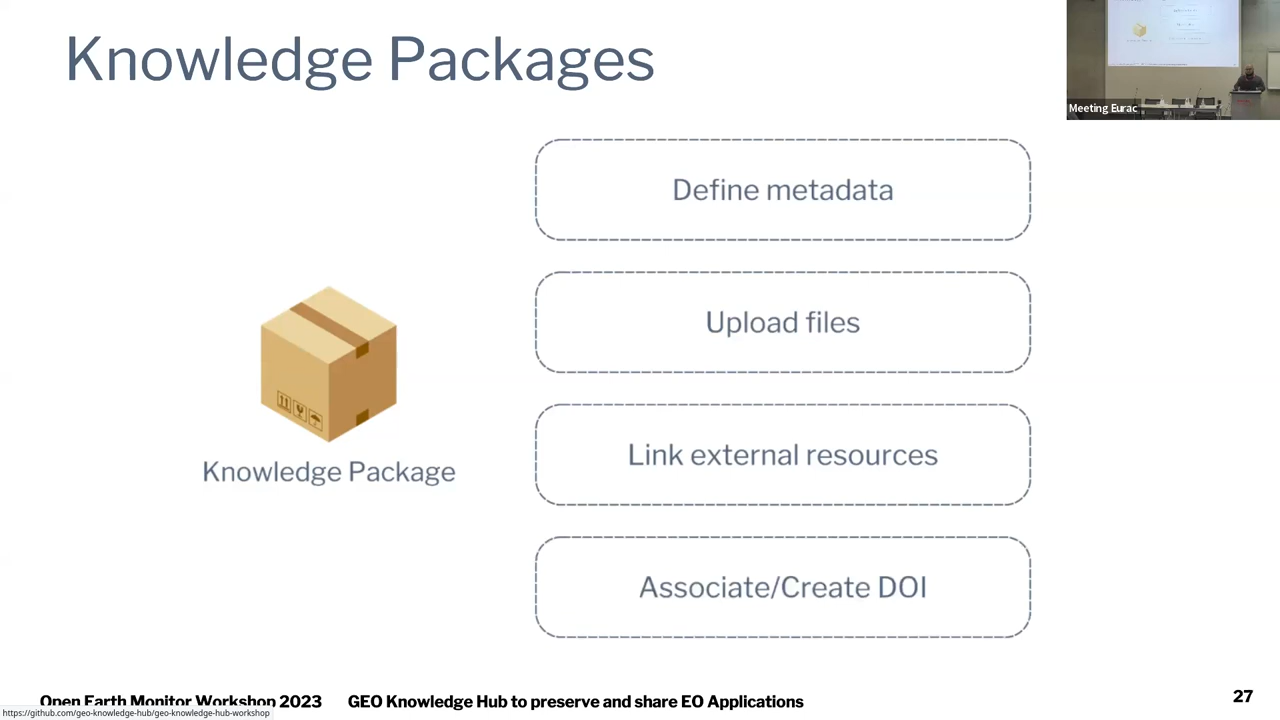 Knowledge Packages
Meeting Eurac
Define metadata
Upload files
Link external resources
Associate/Create DOI
Knowledge Package
Open Earth Monitor Workshop 2023 GEO Knowledge Hub to preserve and share EO Applications 27
https://github.com/geo-knowledge-hub/geo-knowledge-hub-workshop